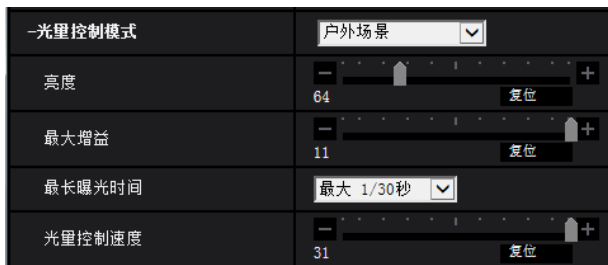 -光量控制模式 户外场景
亮度 − +
64 复位
最大增益 − +
11 复位
最长曝光时间 最大 1/30秒
光量控制速度 − +
31 复位